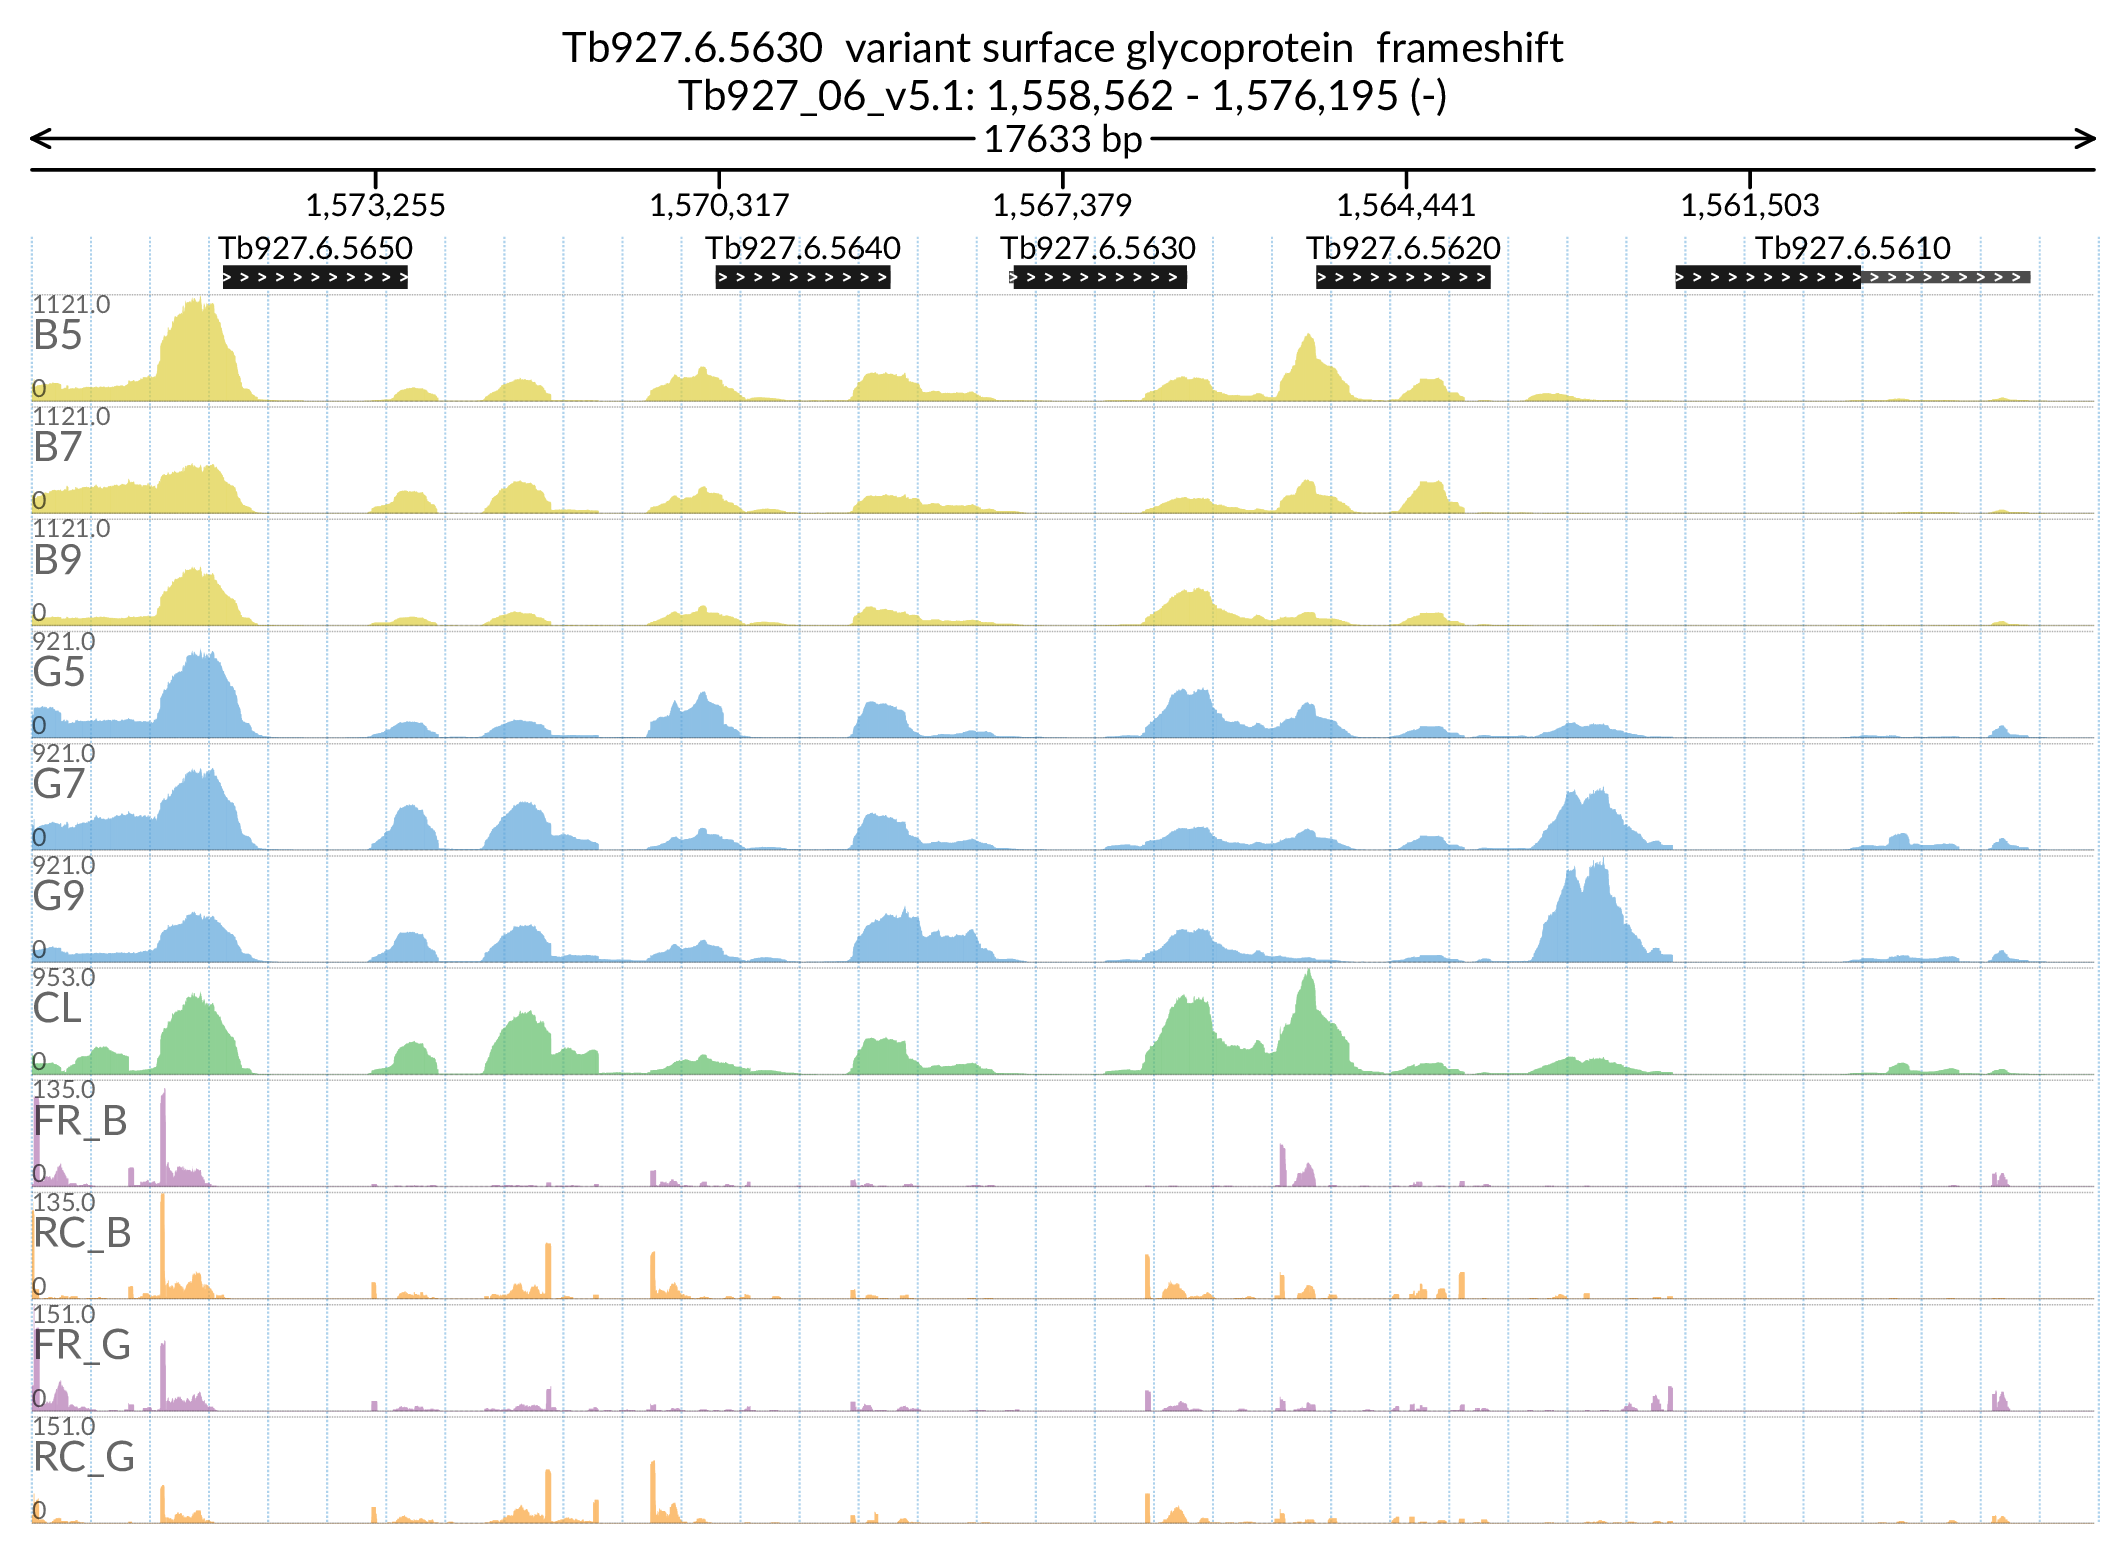 Tb927.6.5630  variant surface glycoprotein  frameshift
Tb927_06_v5.1: 1,558,562 - 1,576,195 (-)
17633 bp
1,573,255 1,570,317 1,567,379 1,564,441 1,561,503
Tb927.6.5650 Tb927.6.5640 Tb927.6.5630 Tb927.6.5620 Tb927.6.5610
1121.0
B5
0
1121.0
B7
0
1121.0
B9
0
921.0
G5
0
921.0
G7
0
921.0
G9
0
953.0
CL
0
135.0
FR_B
0
135.0
RC_B
0
151.0
FR_G
0
151.0
RC_G
0